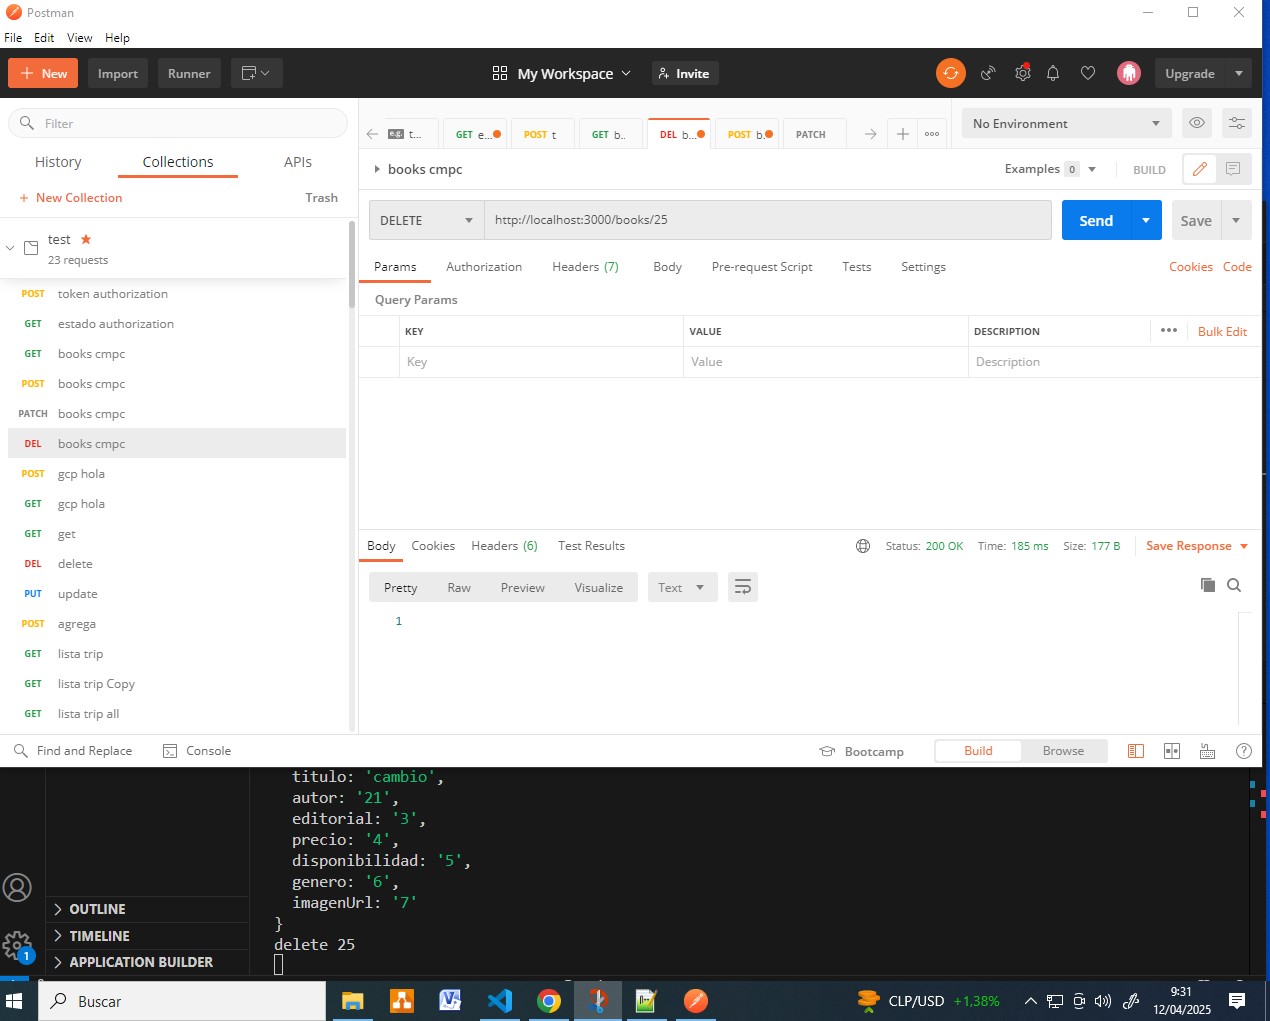 Postman
File Edit View Help
+ New Import Runner My Workspace Invite Upgrade
Filter
History Collections APIs
+ New Collection Trash
test
23 requests
POST token authorization
GET estado authorization
GET books cmpc
POST books cmpc
PATCH books cmpc
DEL books cmpc
POST gcp hola
GET gcp hola
GET get
DEL delete
PUT update
POST agrega
GET lista trip
GET lista trip Copy
GET lista trip all
e.g. t... GET e... POST t GET b.. DEL b... POST b. PATCH
No Environment
books cmpc Examples 0 BUILD
DELETE http://localhost:3000/books/25 Send Save
Params Authorization Headers (7) Body Pre-request Script Tests Settings Cookies Code
Query Params
KEY VALUE DESCRIPTION Bulk Edit
Key Value Description
Body Cookies Headers (6) Test Results Status: 200 OK Time: 185 ms Size: 177 B Save Response
Pretty Raw Preview Visualize Text
1
Find and Replace Console Bootcamp Build Browse
titulo: 'cambio',
autor: '21',
editorial: '3',
precio: '4',
disponibilidad: '5',
genero: '6',
imagenUrl: '7'
}
delete 25
OUTLINE
TIMELINE
APPLICATION BUILDER
1
Buscar CLP/USD +1,38% 9:31
12/04/2025